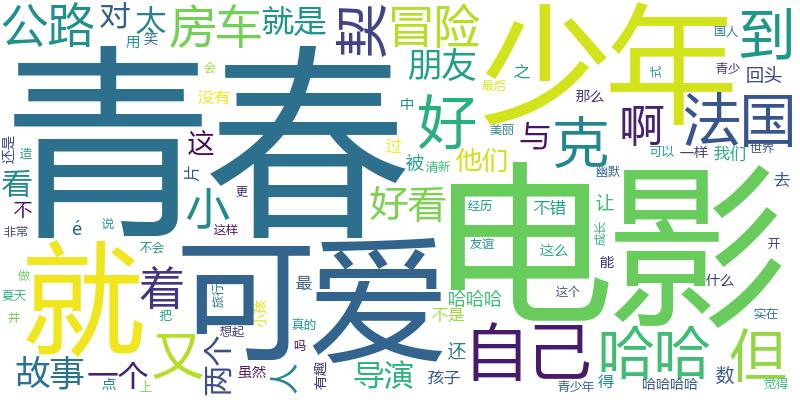 公路
对
太
用
笑
房车
就是
契
冒险
少年
国人
到
青春
会
没有
这
朋友
好
中
之
最后
那么
美丽
与
克
啊
法国
式
青少
回头
还是
造
看
不
非常
é
说
小
片
更
这样
过
被
清新
他们
好看
电影
幽默
可以
一样
我们
世界
去
经历
不错
让
友谊
这么
成长
能
什么
开
这个
就
可爱
着
不会
旅行
小孩
最
哈哈哈
不是
做
夏天
并
把
又
想起
真的
吗
故事
一个
点
上
两个
虽然
人
有趣
导演
还
孩子
自己
青少年
哈哈
得
哈哈哈哈
数
但
实在
觉得